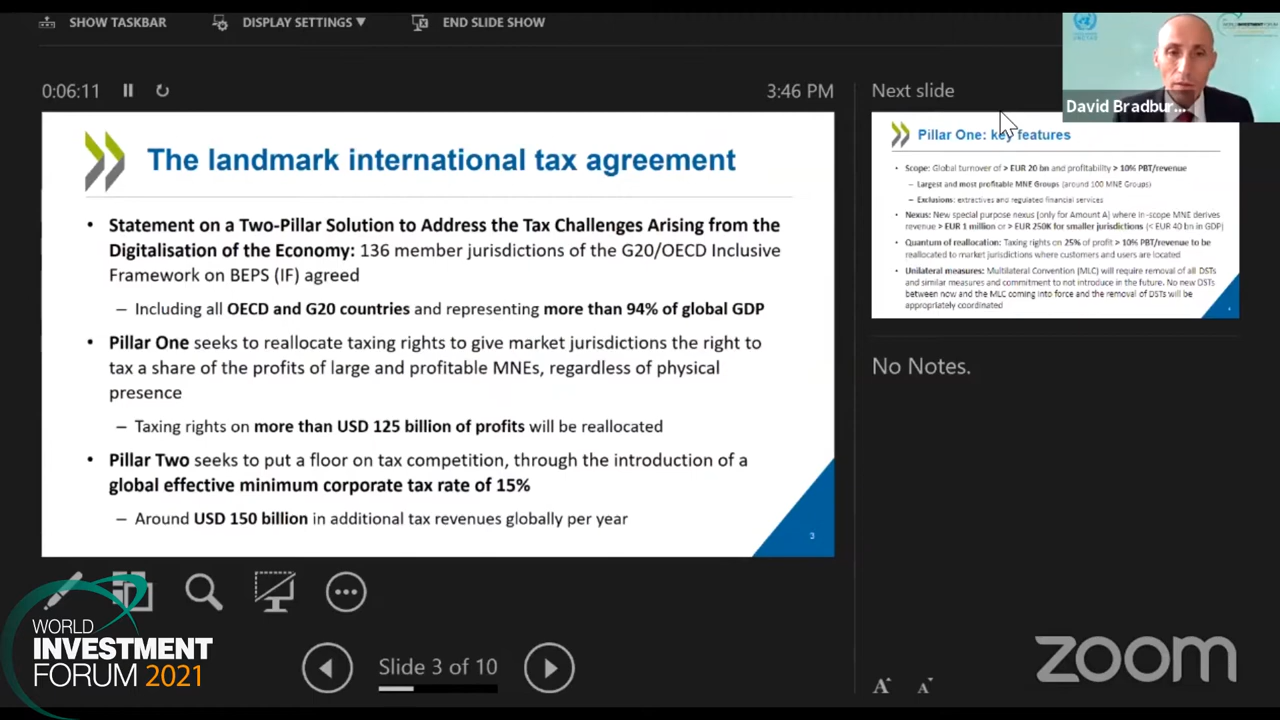 SHOW TASKBAR
DISPLAY SETTINGS ▼
END SLIDE SHOW
0:06:11
3:46 PM
The landmark international tax agreement
• Statement on a Two-Pillar Solution to Address the Tax Challenges Arising from the
Digitalisation of the Economy: 136 member jurisdictions of the G20/OECD Inclusive
Framework on BEPS (IF) agreed
– Including all OECD and G20 countries and representing more than 94% of global GDP
• Pillar One seeks to reallocate taxing rights to give market jurisdictions the right to
tax a share of the profits of large and profitable MNEs, regardless of physical
presence
– Taxing rights on more than USD 125 billion of profits will be reallocated
• Pillar Two seeks to put a floor on tax competition, through the introduction of a
global effective minimum corporate tax rate of 15%
– Around USD 150 billion in additional tax revenues globally per year
3
Next slide
David Bradbur...
WORLD
INVESTMENT
Pillar One: key features
• Scope: Global turnover of > EUR 20 bn and profitability > 10% PBT/revenue
– Largest and most profitable MNE Groups (around 100 MNE Groups)
– Exclusions: extractives and regulated financial services
• Nexus: New special purpose nexus (only for Amount A) where in-scope MNE derives
revenue > EUR 1 million or > EUR 250K for smaller jurisdictions (< EUR 40 bn in GDP)
• Quantum of reallocation: Taxing rights on 25% of profit > 10% PBT/revenue to be
reallocated to market jurisdictions where customers and users are located
• Unilateral measures: Multilateral Convention (MLC) will require removal of all DSTs
and similar measures and commitment to not introduce in the future. No new DSTs
between now and the MLC coming into force and the removal of DSTs will be
appropriately coordinated
No Notes.
Slide 3 of 10
WORLD
INVESTMENT
FORUM 2021
A A
zoom